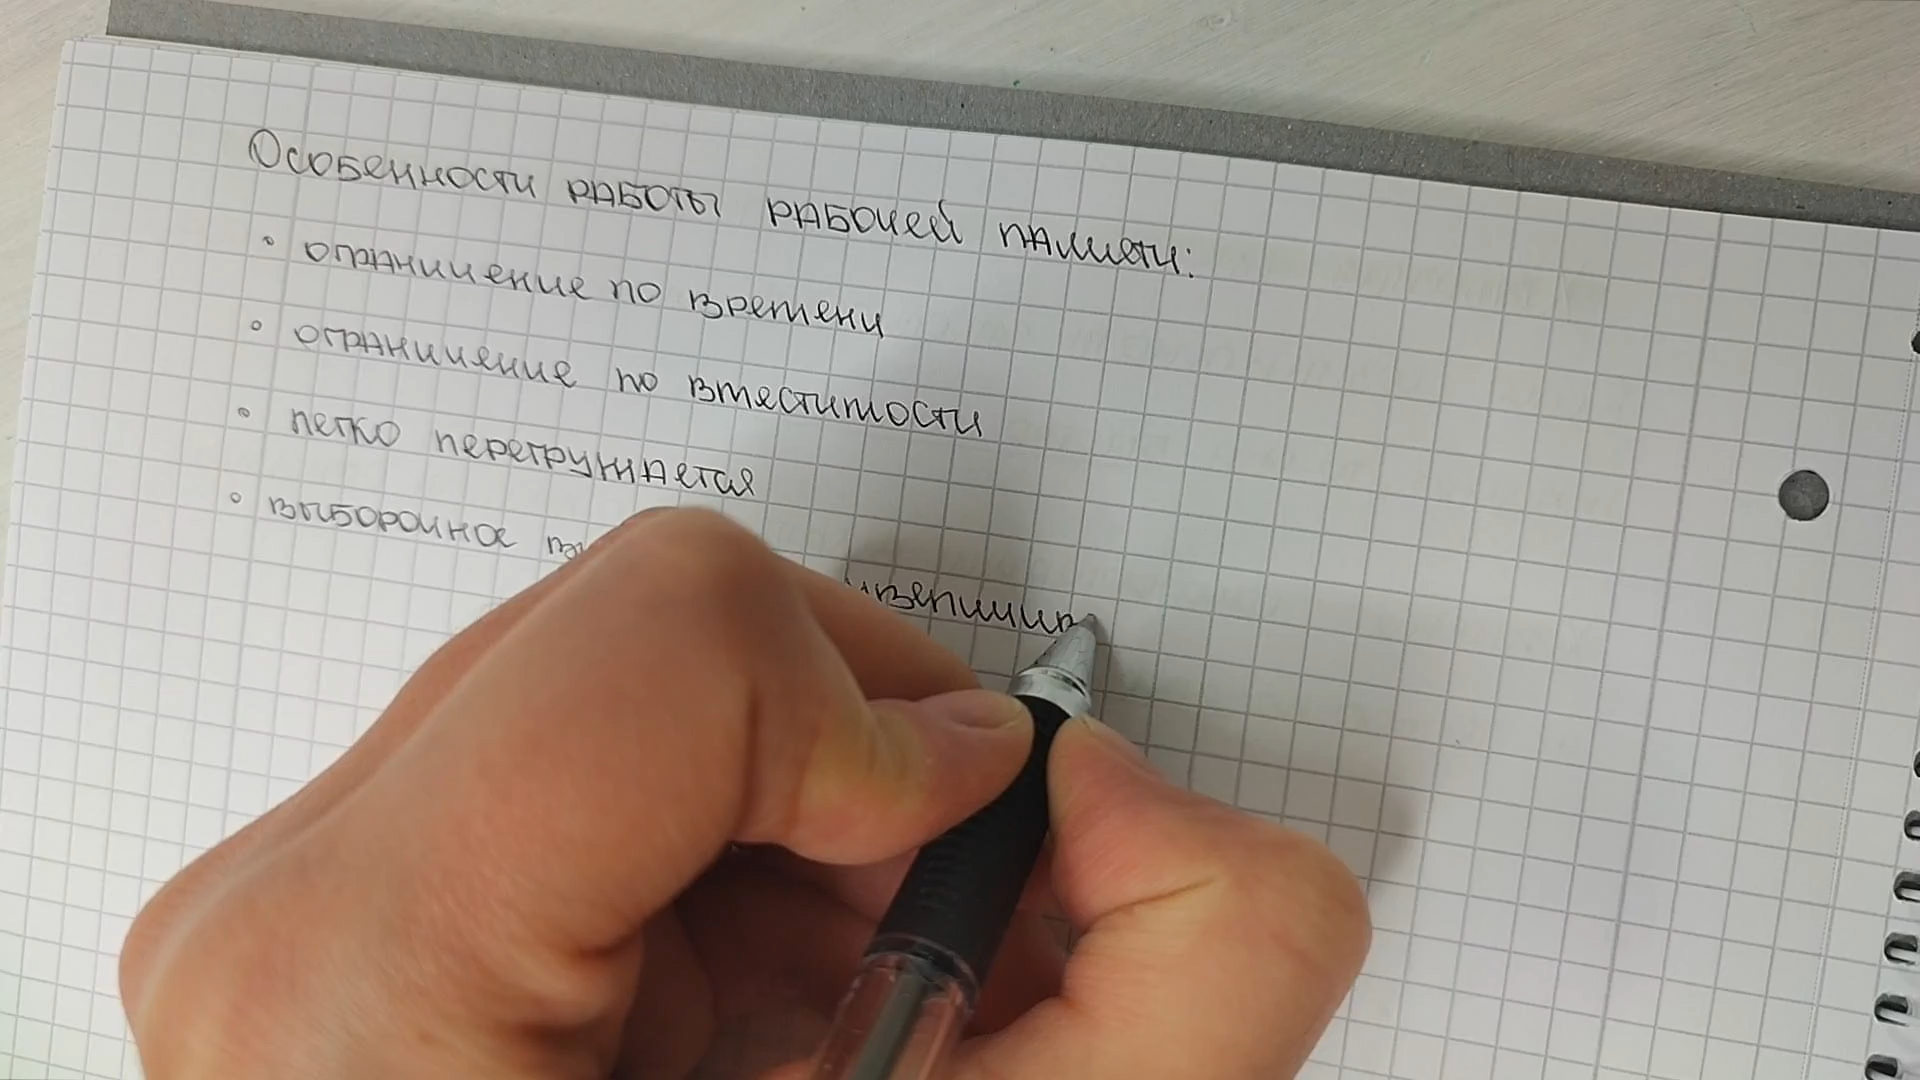 Особенности работы рабочей памяти:
• ограничение по времени
• ограничение по вместимости
• легко перегружается
• выборочное